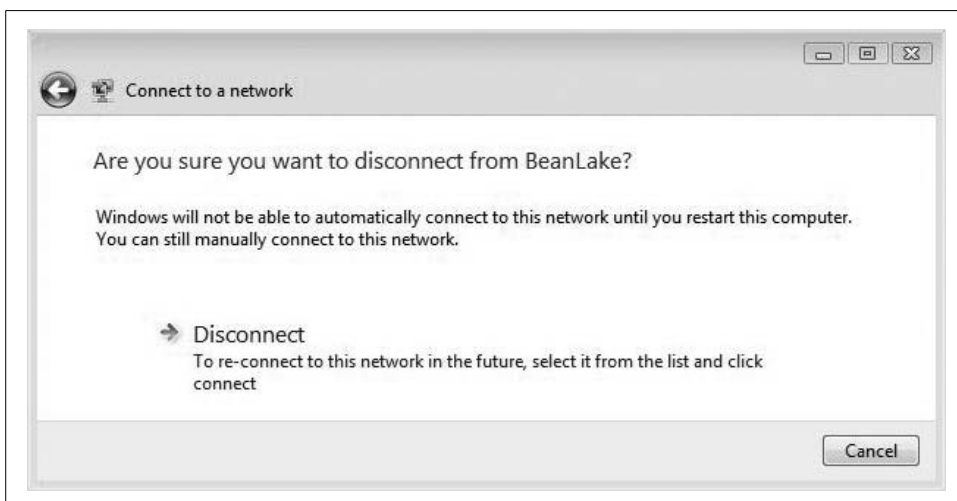 Connect to a network
Are you sure you want to disconnect from BeanLake?
Windows will not be able to automatically connect to this network until you restart this computer.
You can still manually connect to this network.
Disconnect
To re-connect to this network in the future, select it from the list and click
connect
Cancel